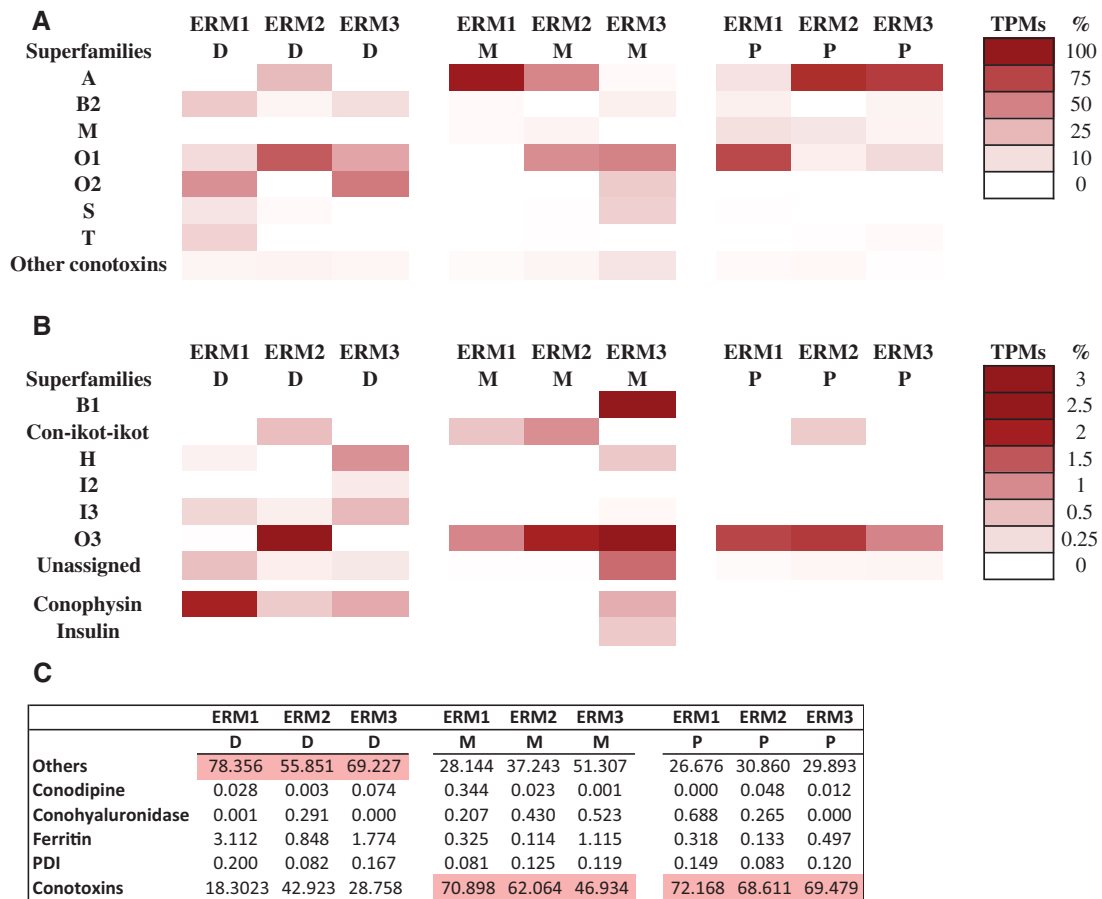 A
ERM1 ERM2 ERM3 ERM1 ERM2 ERM3 ERM1 ERM2 ERM3 TPMs %
Superfamilies D D D M M M P P P 100
A 75
B2 50
M 25
O1 10
O2 0
S
T
Other conotoxins
B
ERM1 ERM2 ERM3 ERM1 ERM2 ERM3 ERM1 ERM2 ERM3 TPMs %
Superfamilies D D D M M M P P P 3
B1 2.5
Con-ikot-ikot 2
H 1.5
I2 1
I3 0.5
O3 0.25
Unassigned 0
Conophysin
Insulin
C
ERM1 ERM2 ERM3 ERM1 ERM2 ERM3 ERM1 ERM2 ERM3
D D D M M M P P P
Others 78.356 55.851 69.227 28.144 37.243 51.307 26.676 30.860 29.893
Conodipine 0.028 0.003 0.074 0.344 0.023 0.001 0.000 0.048 0.012
Conohyaluronidase 0.001 0.291 0.000 0.207 0.430 0.523 0.688 0.265 0.000
Ferritin 3.112 0.848 1.774 0.325 0.114 1.115 0.318 0.133 0.497
PDI 0.200 0.082 0.167 0.081 0.125 0.119 0.149 0.083 0.120
Conotoxins 18.3023 42.923 28.758 70.898 62.064 46.934 72.168 68.611 69.479